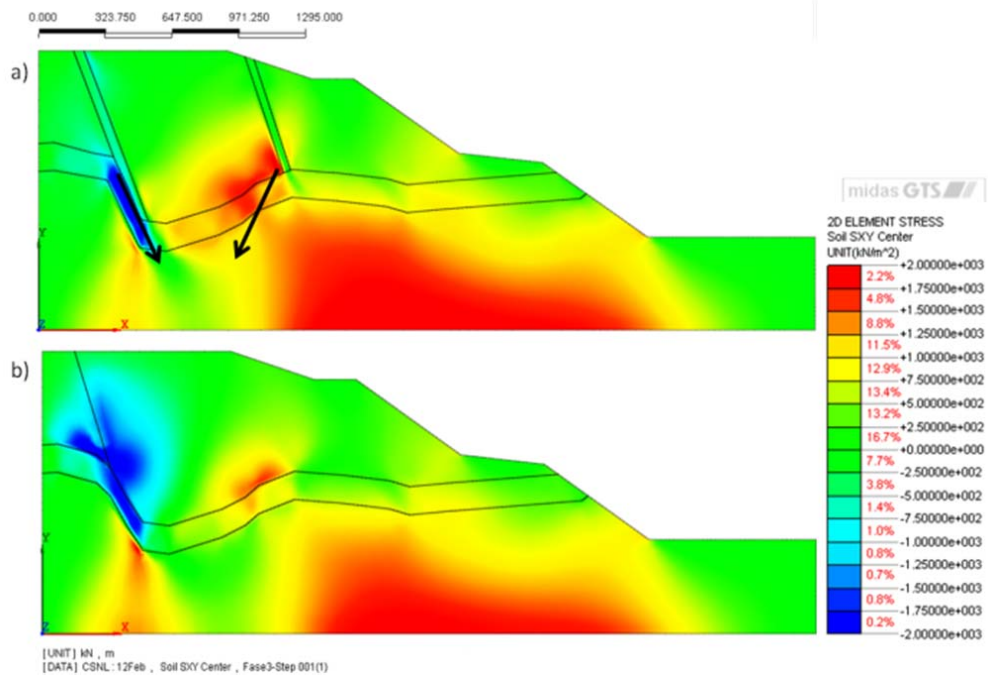 0.000 323.750 647.500 971.250 1295.000
a)
Y
Z X
b)
Y
Z X
midas GTS
2D ELEMENT STRESS
Soil SXY Center
UNIT(kN/m^2)
+2.00000e+003
2.2%
+1.75000e+003
4.8%
+1.50000e+003
8.8%
+1.25000e+003
11.5%
+1.00000e+003
12.9%
+7.50000e+002
13.4%
+5.00000e+002
13.2%
+2.50000e+002
16.7%
+0.00000e+000
7.7%
-2.50000e+002
3.8%
-5.00000e+002
1.4%
-7.50000e+002
1.0%
-1.00000e+003
0.8%
-1.25000e+003
0.7%
-1.50000e+003
0.8%
-1.75000e+003
0.2%
-2.00000e+003
[UNIT] kN , m
[DATA] CSNL : 12Feb , Soil SXY Center , Fase3-Step 001(1)